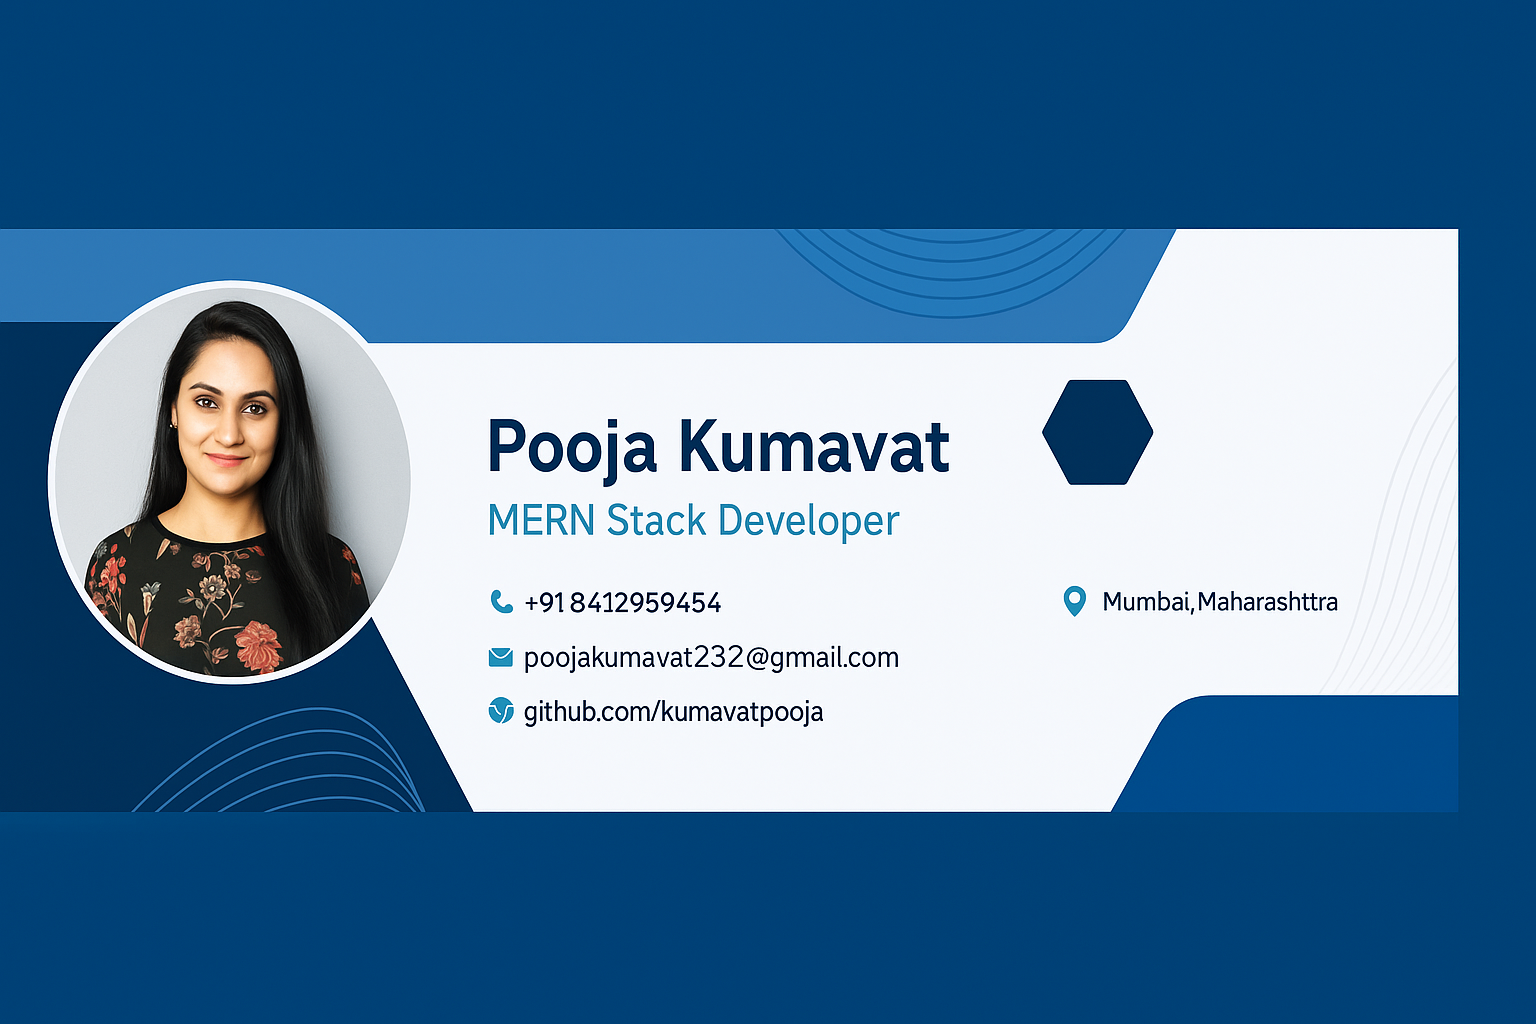 Pooja Kumavat
MERN Stack Developer
+91 8412959454
Mumbai, Maharashttra
poojakumavat232@gmail.com
github.com/kumavatpooja